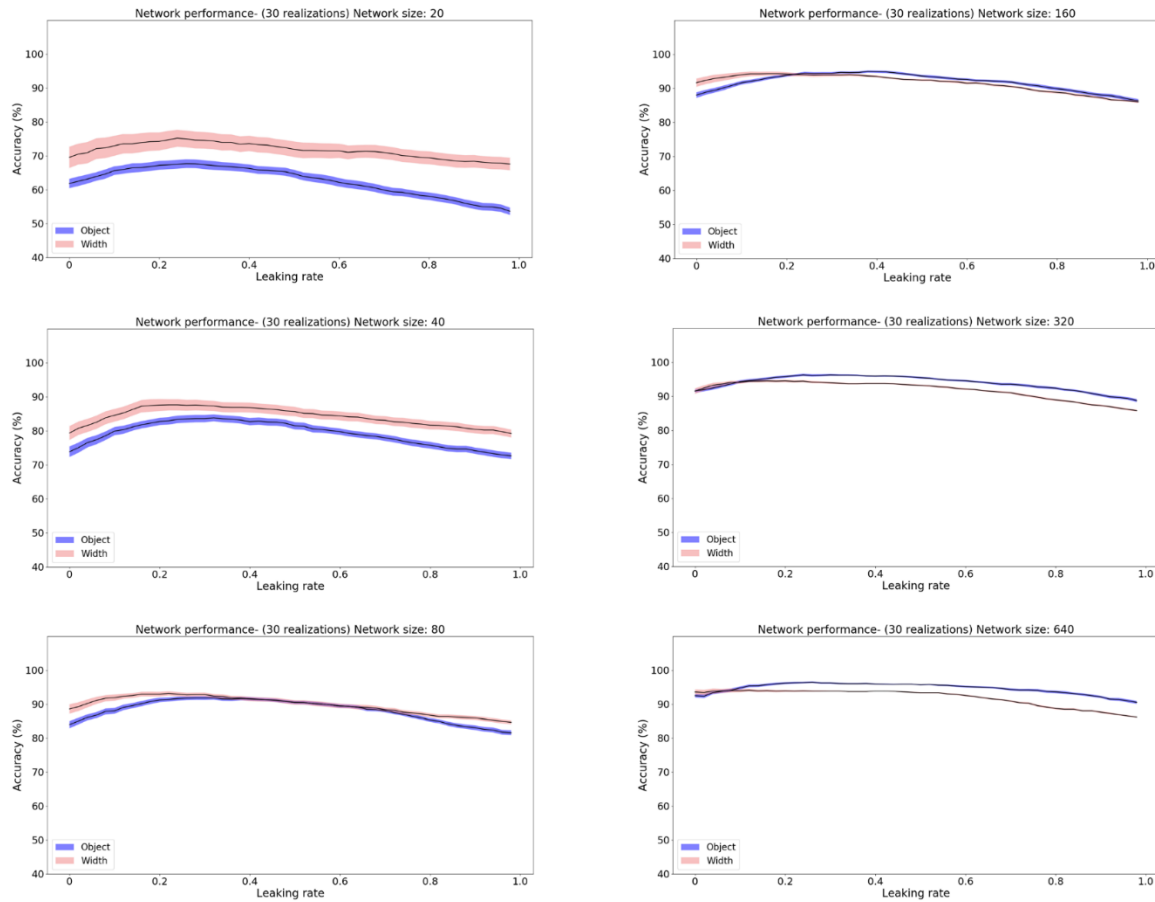 Network performance- (30 realizations) Network size: 20
Accuracy (%)
100
90
80
70
60
50
40
Object
Width
0 0.2 0.4 0.6 0.8 1.0
Leaking rate
Network performance- (30 realizations) Network size: 160
Accuracy (%)
100
90
80
70
60
50
40
Object
Width
0 0.2 0.4 0.6 0.8 1.0
Leaking rate
Network performance- (30 realizations) Network size: 40
Accuracy (%)
100
90
80
70
60
50
40
Object
Width
0 0.2 0.4 0.6 0.8 1.0
Leaking rate
Network performance- (30 realizations) Network size: 320
Accuracy (%)
100
90
80
70
60
50
40
Object
Width
0 0.2 0.4 0.6 0.8 1.0
Leaking rate
Network performance- (30 realizations) Network size: 80
Accuracy (%)
100
90
80
70
60
50
40
Object
Width
0 0.2 0.4 0.6 0.8 1.0
Leaking rate
Network performance- (30 realizations) Network size: 640
Accuracy (%)
100
90
80
70
60
50
40
Object
Width
0 0.2 0.4 0.6 0.8 1.0
Leaking rate